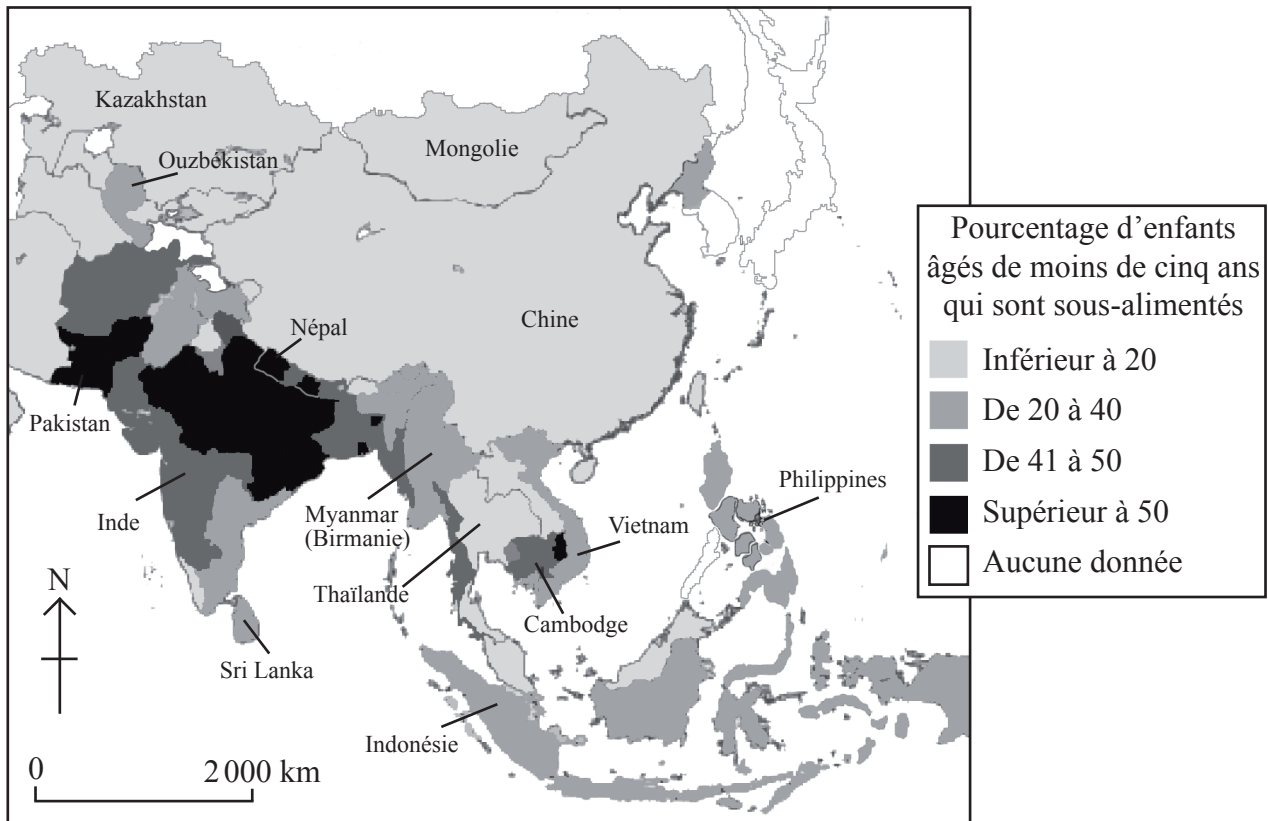 Kazakhstan
Mongolie
Ouzbékistan
Chine
Népal
Pakistan
Inde
Myanmar
(Birmanie)
Thaïlande
Vietnam
Philippines
Cambodge
Sri Lanka
Indonésie
N
0 2 000 km
Pourcentage d’enfants
âgés de moins de cinq ans
qui sont sous-alimentés
Inférieur à 20
De 20 à 40
De 41 à 50
Supérieur à 50
Aucune donnée